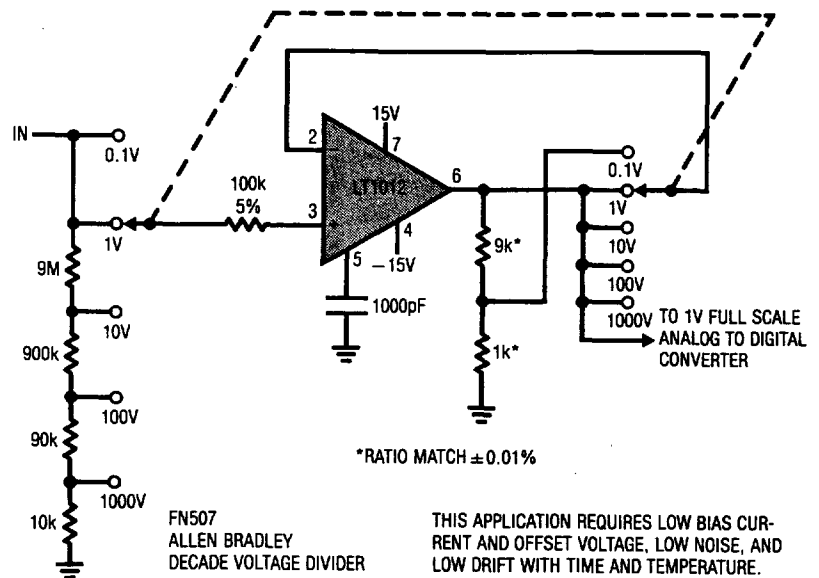 IN
0.1V
1V
9M
10V
900k
100V
90k
1000V
10k
100k
5%
2
3
LT1012
15V
7
6
4
−15V
5
1000pF
9k*
1k*
0.1V
1V
10V
100V
1000V
TO 1V FULL SCALE
ANALOG TO DIGITAL
CONVERTER
*RATIO MATCH ±0.01%
FN507
ALLEN BRADLEY
DECADE VOLTAGE DIVIDER
THIS APPLICATION REQUIRES LOW BIAS CUR-
RENT AND OFFSET VOLTAGE, LOW NOISE, AND
LOW DRIFT WITH TIME AND TEMPERATURE.